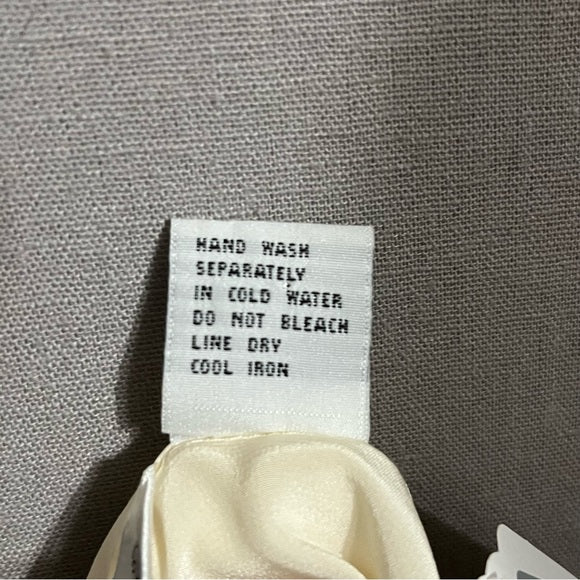 HAND WASH
SEPARATELY
IN COLD WATER
DO NOT BLEACH
LINE DRY
COOL IRON